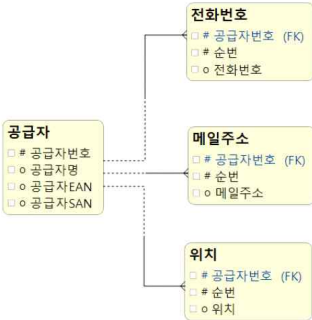 전화번호
# 공급자번호 (FK)
# 순번
o 전화번호
공급자
# 공급자번호
o 공급자명
o 공급자EAN
o 공급자SAN
메일주소
# 공급자번호 (FK)
# 순번
o 메일주소
위치
# 공급자번호 (FK)
# 순번
o 위치